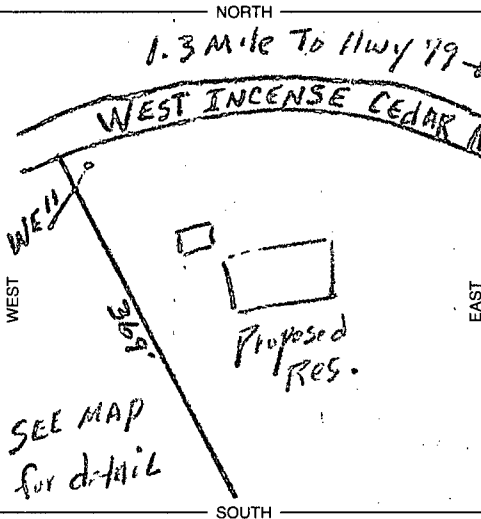 NORTH
1.3 Mile To Hwy 79
WEST INCENSE CEDAR
WEll
WEST
EAST
369'
Proposed
Res.
SEE MAP
for detail
SOUTH